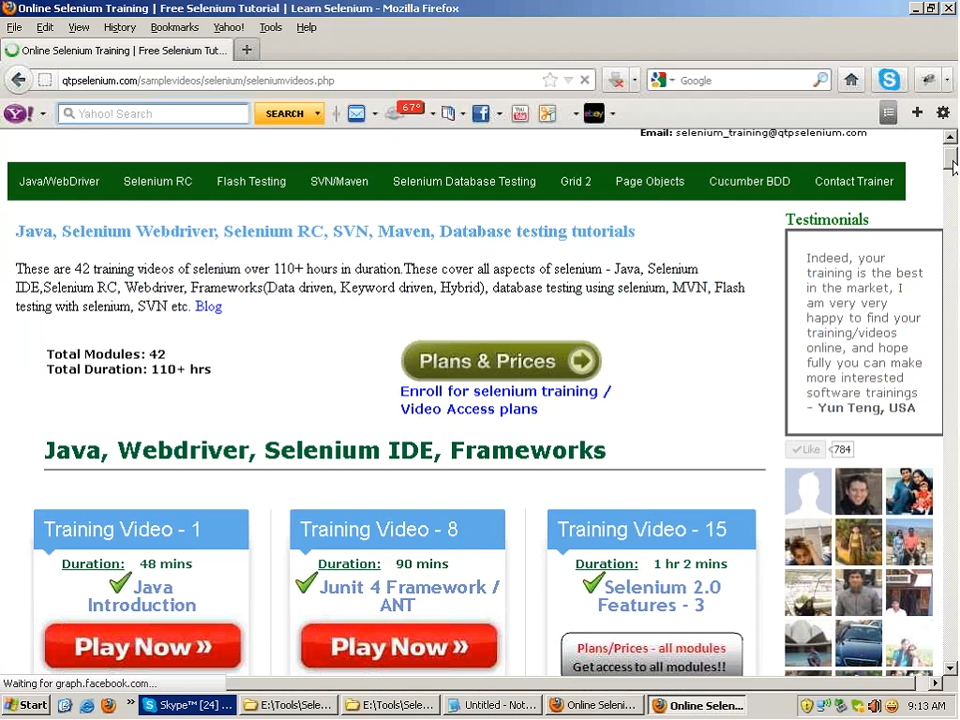 Online Selenium Training | Free Selenium Tutorial | Learn Selenium - Mozilla Firefox
File Edit View History Bookmarks Yahoo! Tools Help
Online Selenium Training | Free Selenium Tut...
qtpselenium.com/samplevideos/selenium/seleniumvideos.php
Google
Yahoo! Search
SEARCH
67°
ebay
Email: selenium_training@qtpselenium.com
Java/WebDriver Selenium RC Flash Testing SVN/Maven Selenium Database Testing Grid 2 Page Objects Cucumber BDD Contact Trainer
Java, Selenium Webdriver, Selenium RC, SVN, Maven, Database testing tutorials
These are 42 training videos of selenium over 110+ hours in duration.These cover all aspects of selenium - Java, Selenium
IDE,Selenium RC, Webdriver, Frameworks(Data driven, Keyword driven, Hybrid), database testing using selenium, MVN, Flash
testing with selenium, SVN etc. Blog
Total Modules: 42
Total Duration: 110+ hrs
Plans & Prices
Enroll for selenium training /
Video Access plans
Java, Webdriver, Selenium IDE, Frameworks
Training Video - 1
Duration: 48 mins
Java
Introduction
Play Now »
Training Video - 8
Duration: 90 mins
Junit 4 Framework /
ANT
Play Now »
Training Video - 15
Duration: 1 hr 2 mins
Selenium 2.0
Features - 3
Plans/Prices - all modules
Get access to all modules!!
Testimonials
Indeed, your
training is the best
in the market, I
am very very
happy to find your
training/videos
online, and hope
fully you can make
more interested
software trainings
- Yun Teng, USA
Like 784
Waiting for graph.facebook.com...
Start
Skype™ [24] ...
E:\Tools\Sele...
E:\Tools\Sele...
Untitled - Not...
Online Seleni...
Online Selen...
9:13 AM